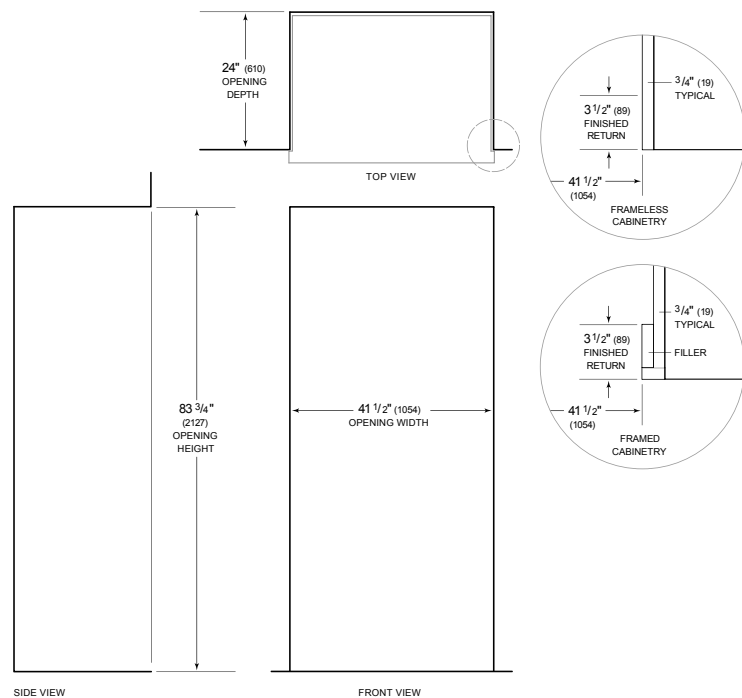 24" (610)
OPENING
DEPTH
TOP VIEW
3/4" (19)
TYPICAL
3 1/2" (89)
FINISHED
RETURN
41 1/2"
(1054)
FRAMELESS
CABINETRY
3/4" (19)
TYPICAL
3 1/2" (89)
FINISHED
RETURN
FILLER
41 1/2"
(1054)
FRAMED
CABINETRY
83 3/4"
(2127)
OPENING
HEIGHT
41 1/2" (1054)
OPENING WIDTH
SIDE VIEW
FRONT VIEW